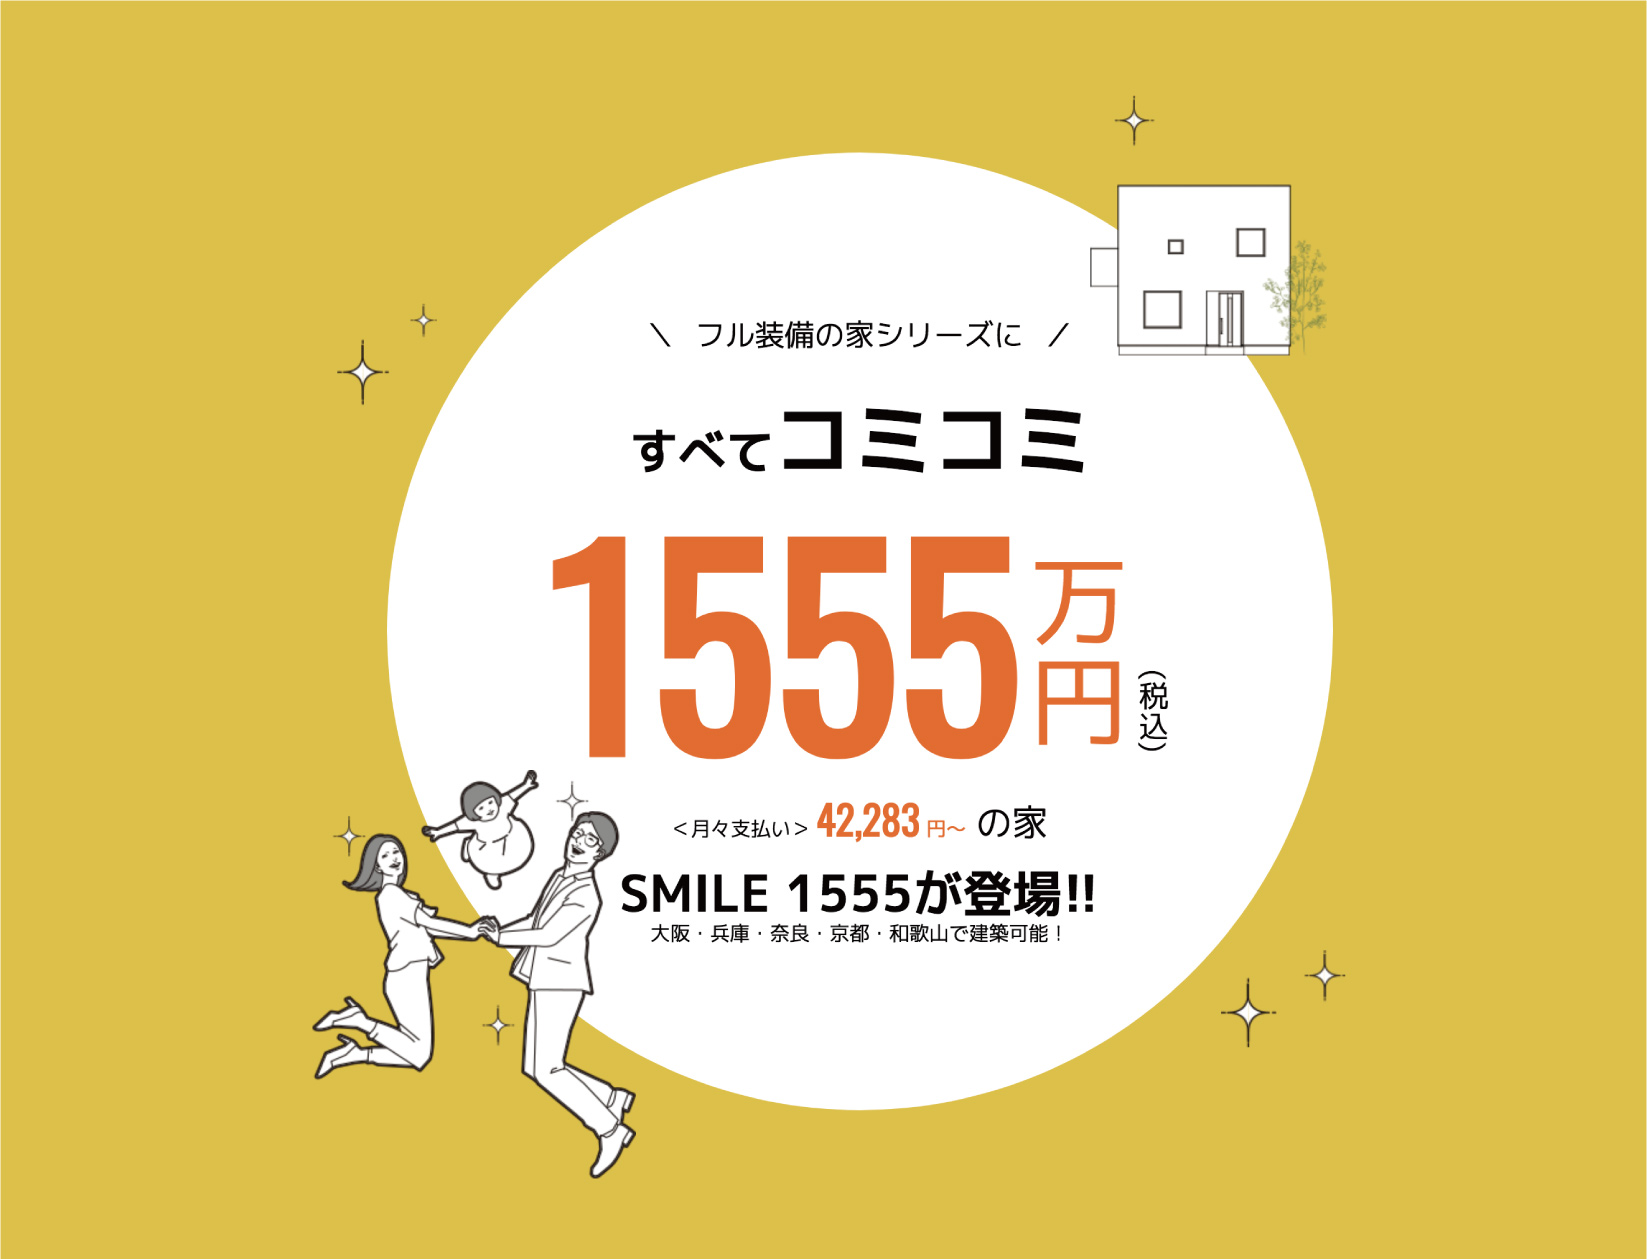 \ フル装備の家シリーズに /
すべてコミコミ
1555万円(税込)
<月々支払い> 42,283円〜 の家
SMILE 1555が登場!!
大阪・兵庫・奈良・京都・和歌山で建築可能！